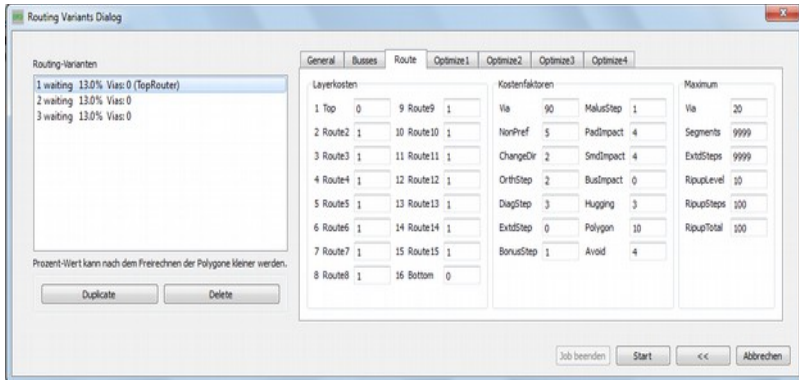 Routing Variants Dialog
Routing-Varianten
1 waiting 13.0% Vias: 0 (TopRouter)
2 waiting 13.0% Vias: 0
3 waiting 13.0% Vias: 0
Prozent-Wert kann nach dem Freirechnen der Polygone kleiner werden.
Duplicate Delete
General Busses Route Optimize1 Optimize2 Optimize3 Optimize4
Layerkosten
1 Top 0 9 Route9 1
2 Route2 1 10 Route10 1
3 Route3 1 11 Route11 1
4 Route4 1 12 Route12 1
5 Route5 1 13 Route13 1
6 Route6 1 14 Route14 1
7 Route7 1 15 Route15 1
8 Route8 1 16 Bottom 0
Kostenfaktoren
Via 90 MalusStep 1
NonPref 5 PadImpact 4
ChangeDir 2 SmdImpact 4
OrthStep 2 BusImpact 0
DiagStep 3 Hugging 3
ExtdStep 0 Polygon 10
BonusStep 1 Avoid 4
Maximum
Via 20
Segments 9999
ExtdSteps 9999
RipupLevel 10
RipupSteps 100
RipupTotal 100
Job beenden Start << Abbrechen